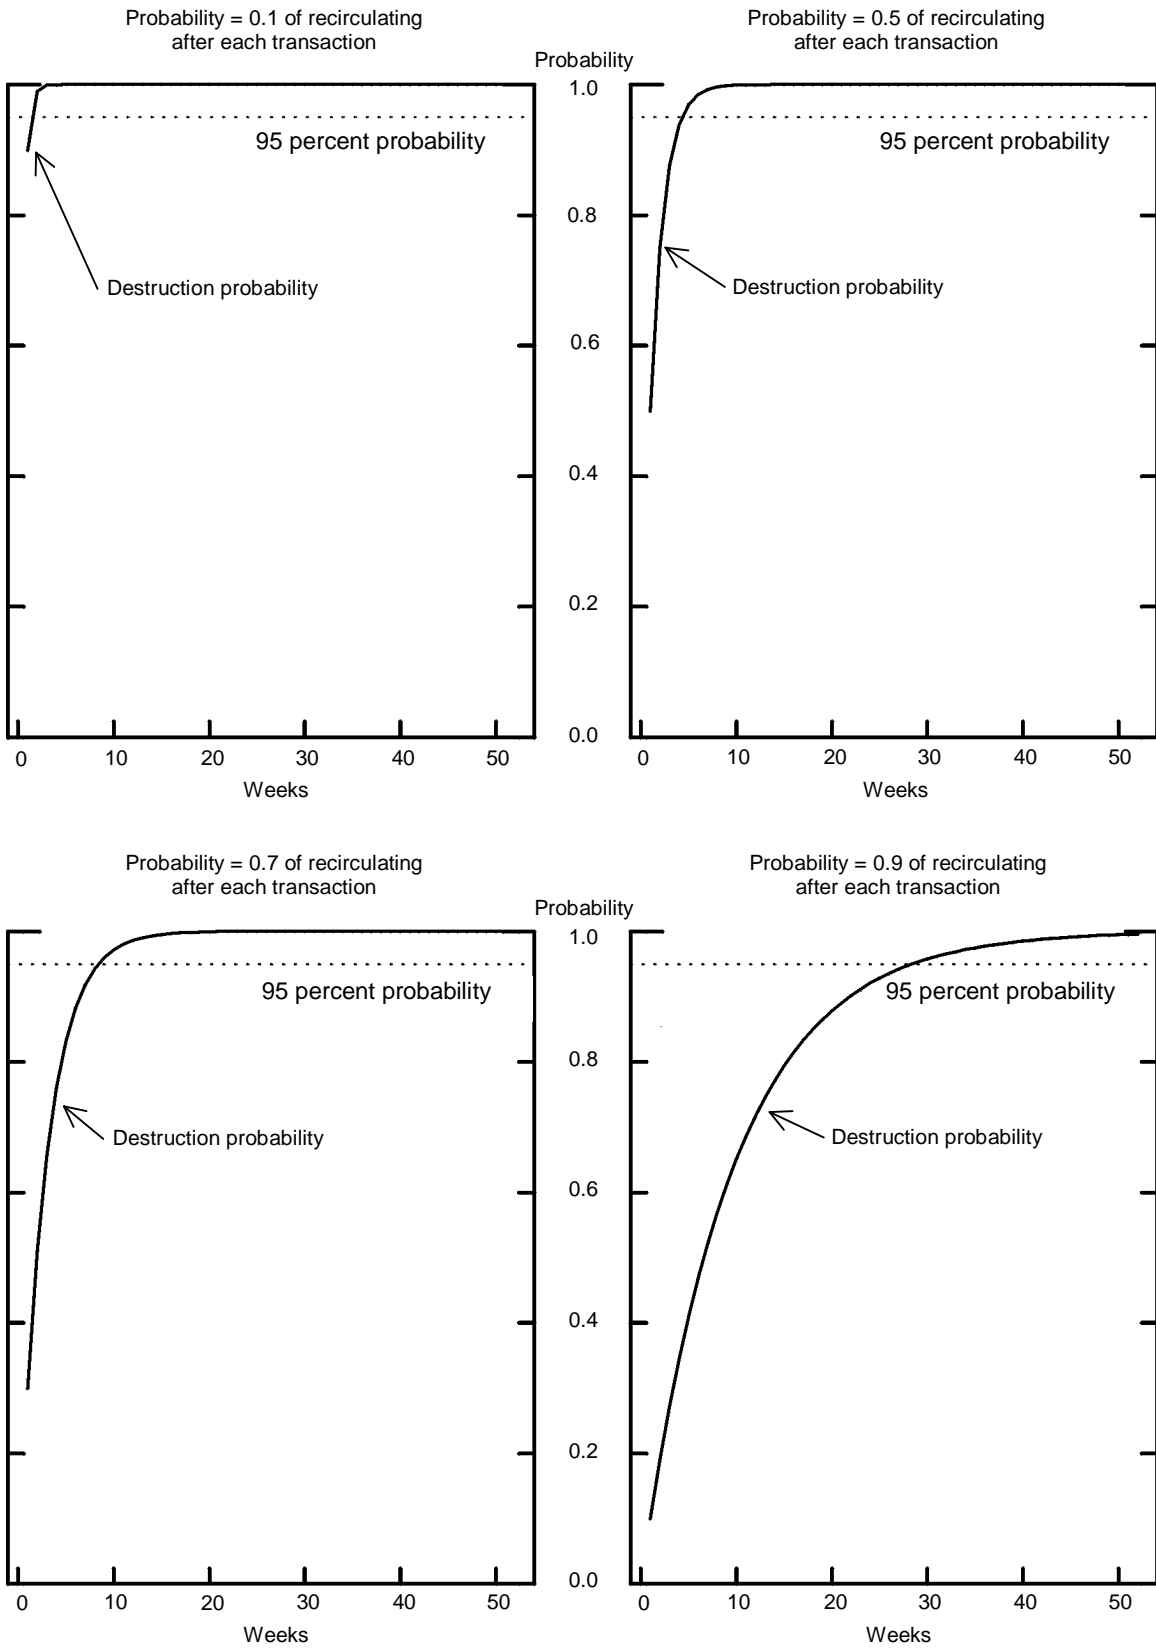 Probability = 0.1 of recirculating
after each transaction
Probability = 0.5 of recirculating
after each transaction
Probability
1.0
0.8
0.6
0.4
0.2
0.0
95 percent probability
Destruction probability
0 10 20 30 40 50
Weeks
95 percent probability
Destruction probability
0 10 20 30 40 50
Weeks
Probability = 0.7 of recirculating
after each transaction
Probability = 0.9 of recirculating
after each transaction
Probability
1.0
0.8
0.6
0.4
0.2
0.0
95 percent probability
Destruction probability
0 10 20 30 40 50
Weeks
95 percent probability
Destruction probability
0 10 20 30 40 50
Weeks